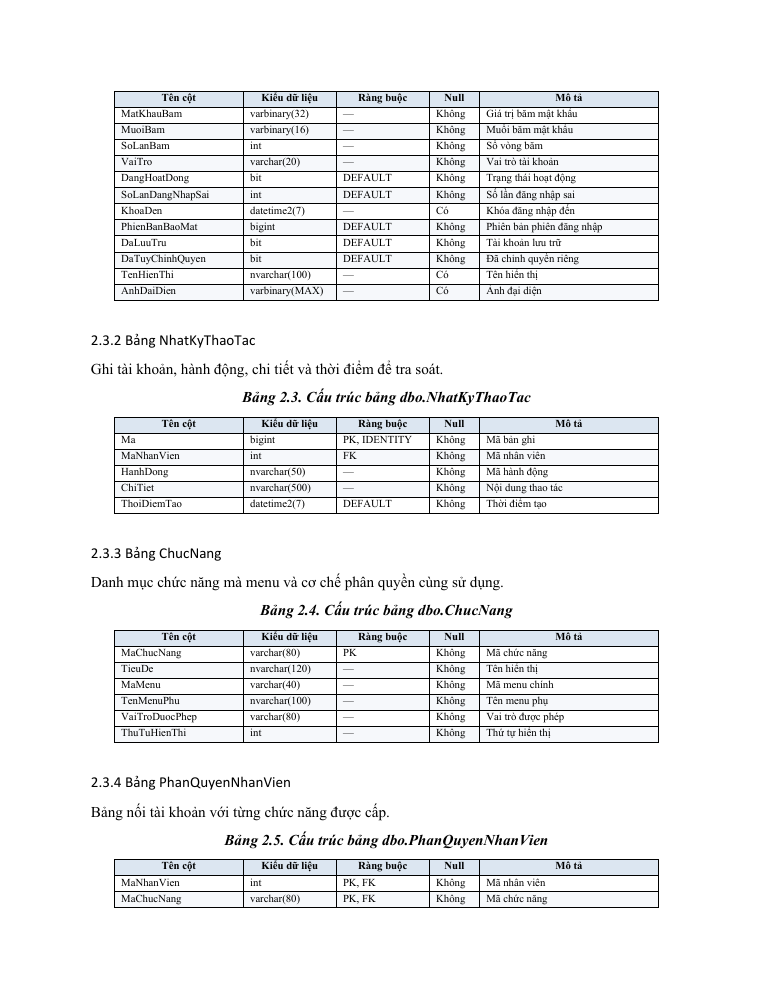 Tên cột Kiểu dữ liệu Ràng buộc Null Mô tả
MatKhauBam varbinary(32) — Không Giá trị băm mật khẩu
MuoiBam varbinary(16) — Không Muối băm mật khẩu
SoLanBam int — Không Số vòng băm
VaiTro varchar(20) — Không Vai trò tài khoản
DangHoatDong bit DEFAULT Không Trạng thái hoạt động
SoLanDangNhapSai int DEFAULT Không Số lần đăng nhập sai
KhoaDen datetime2(7) — Có Khóa đăng nhập đến
PhienBanBaoMat bigint DEFAULT Không Phiên bản phiên đăng nhập
DaLuuTru bit DEFAULT Không Tài khoản lưu trữ
DaTuyChinhQuyen bit DEFAULT Không Đã chỉnh quyền riêng
TenHienThi nvarchar(100) — Có Tên hiển thị
AnhDaiDien varbinary(MAX) — Có Ảnh đại diện
2.3.2 Bảng NhatKyThaoTac
Ghi tài khoản, hành động, chi tiết và thời điểm để tra soát.
Bảng 2.3. Cấu trúc bảng dbo.NhatKyThaoTac
Tên cột Kiểu dữ liệu Ràng buộc Null Mô tả
Ma bigint PK, IDENTITY Không Mã bản ghi
MaNhanVien int FK Không Mã nhân viên
HanhDong nvarchar(50) — Không Mã hành động
ChiTiet nvarchar(500) — Không Nội dung thao tác
ThoiDiemTao datetime2(7) DEFAULT Không Thời điểm tạo
2.3.3 Bảng ChucNang
Danh mục chức năng mà menu và cơ chế phân quyền cùng sử dụng.
Bảng 2.4. Cấu trúc bảng dbo.ChucNang
Tên cột Kiểu dữ liệu Ràng buộc Null Mô tả
MaChucNang varchar(80) PK Không Mã chức năng
TieuDe nvarchar(120) — Không Tên hiển thị
MaMenu varchar(40) — Không Mã menu chính
TenMenuPhu nvarchar(100) — Không Tên menu phụ
VaiTroDuocPhep varchar(80) — Không Vai trò được phép
ThuTuHienThi int — Không Thứ tự hiển thị
2.3.4 Bảng PhanQuyenNhanVien
Bảng nối tài khoản với từng chức năng được cấp.
Bảng 2.5. Cấu trúc bảng dbo.PhanQuyenNhanVien
Tên cột Kiểu dữ liệu Ràng buộc Null Mô tả
MaNhanVien int PK, FK Không Mã nhân viên
MaChucNang varchar(80) PK, FK Không Mã chức năng